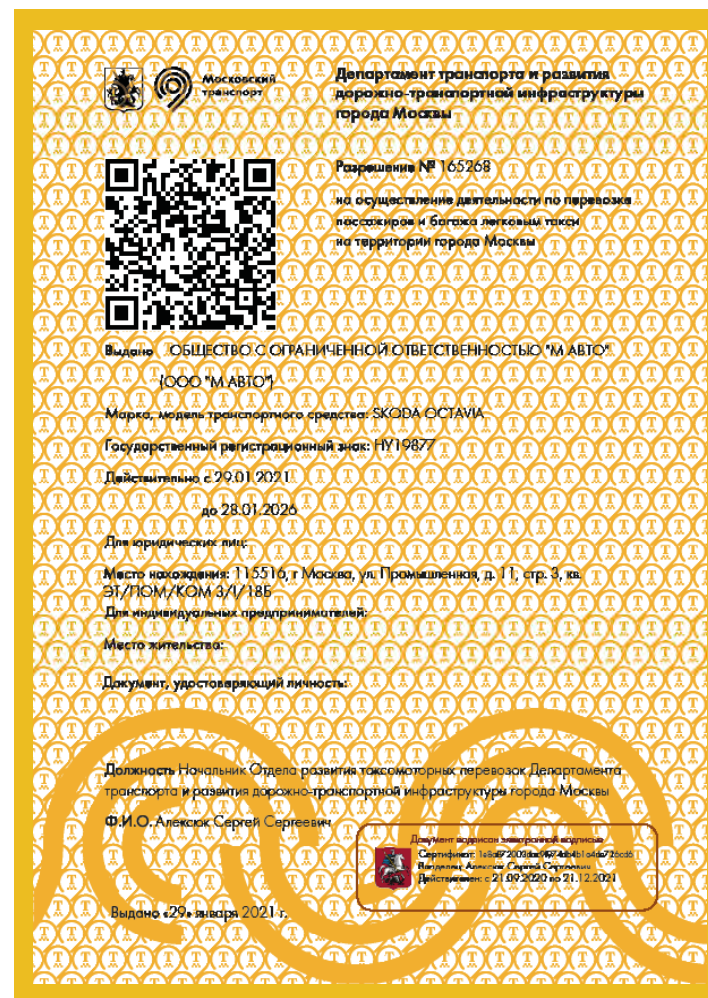 Московский
транспорт
Департамент транспорта и развития
дорожно-транспортной инфраструктуры
города Москвы
Разрешение № 165268
на осуществление деятельности по перевозке
пассажиров и багажа легковым такси
на территории города Москвы
Выдано ОБЩЕСТВО С ОГРАНИЧЕННОЙ ОТВЕТСТВЕННОСТЬЮ "М АВТО"
(ООО "М АВТО")
Марка, модель транспортного средства: SKODA OCTAVIA
Государственный регистрационный знак: НУ19877
Действительно с 29.01.2021
до 28.01.2026
Для юридических лиц:
Место нахождения: 115516, г Москва, ул. Промышленная, д. 11, стр. 3, кв.
ЭТ/ПОМ/КОМ 3/I/18Б
Для индивидуальных предпринимателей:
Место жительства:
Документ, удостоверяющий личность:
Должность Начальник Отдела развития таксомоторных перевозок Департамента
транспорта и развития дорожно-транспортной инфраструктуры города Москвы
Ф.И.О. Алексюк Сергей Сергеевич
Документ подписан электронной подписью
Сертификат:
Владелец: Алексюк Сергей Сергеевич
Действителен: с 21.09.2020 по 21.12.2021
Выдано «29» января 2021 г.